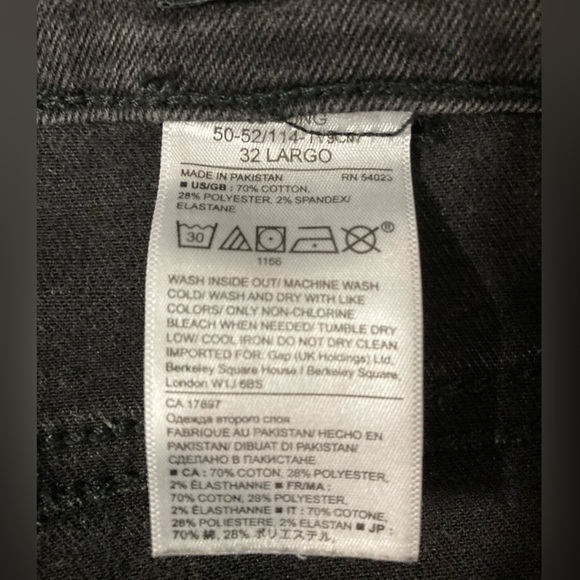 50-52/114-119CM/
32 LARGO
MADE IN PAKISTAN RN 54023
■ US/GB : 70% COTTON,
28% POLYESTER, 2% SPANDEX/
ELASTANE
30 ®
1166
WASH INSIDE OUT/ MACHINE WASH
COLD/ WASH AND DRY WITH LIKE
COLORS/ ONLY NON-CHLORINE
BLEACH WHEN NEEDED/ TUMBLE DRY
LOW/ COOL IRON/ DO NOT DRY CLEAN
IMPORTED FOR: Gap (UK Holdings) Ltd,
Berkeley Square House / Berkeley Square,
London W1J 6BS
CA 17897
Одежда второго слоя
FABRIQUE AU PAKISTAN/ HECHO EN
PAKISTAN/ DIBUAT DI PAKISTAN/
СДЕЛАНО В ПАКИСТАНЕ
■ CA : 70% COTON, 28% POLYESTER,
2% ÉLASTHANNE ■ FR/MA :
70% COTON, 28% POLYESTER,
2% ÉLASTHANNE ■ IT : 70% COTONE,
28% POLIESTERE, 2% ELASTAN ■ JP :
70% 綿, 28% ポリエステル,